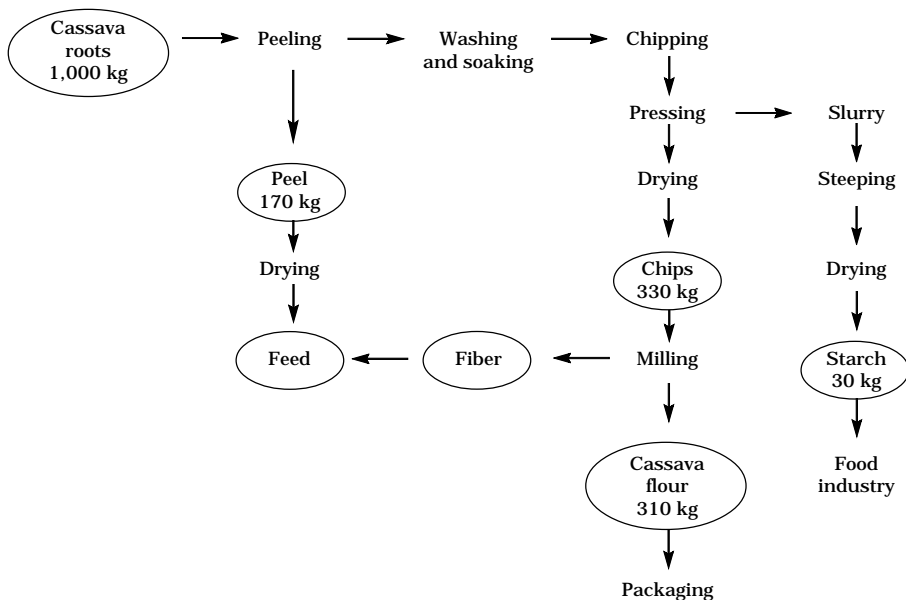 Cassava
roots
1,000 kg
Peeling
Washing
and soaking
Chipping
Pressing
Slurry
Peel
170 kg
Drying
Steeping
Drying
Chips
330 kg
Drying
Feed
Fiber
Milling
Starch
30 kg
Cassava
flour
310 kg
Food
industry
Packaging